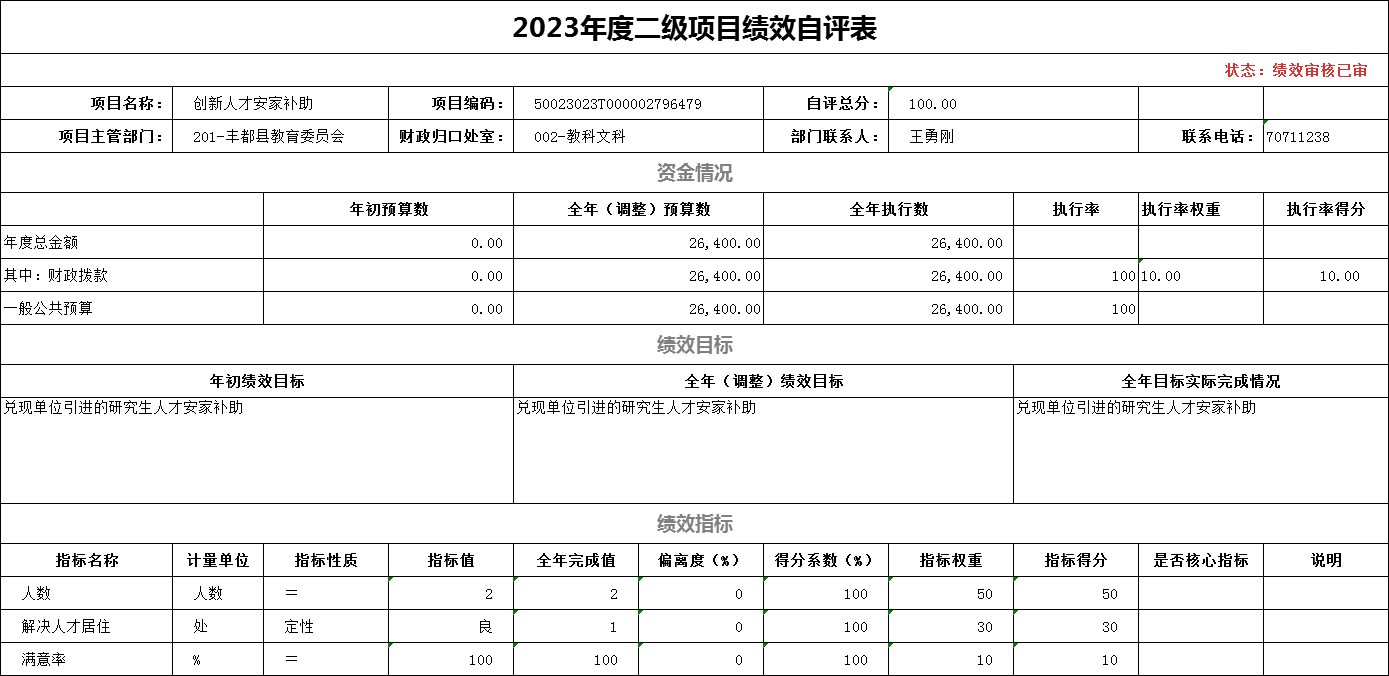 2023年度二级项目绩效自评表
状态：绩效审核已审
项目名称： 创新人才安家补助 项目编码： 50023023T000002796479 自评总分： 100.00
项目主管部门： 201-丰都县教育委员会 财政归口处室： 002-教科文科 部门联系人： 王勇刚 联系电话： 70711238
资金情况
年初预算数 全年（调整）预算数 全年执行数 执行率 执行率权重 执行率得分
年度总金额 0.00 26,400.00 26,400.00
其中：财政拨款 0.00 26,400.00 26,400.00 100 10.00 10.00
一般公共预算 0.00 26,400.00 26,400.00 100
绩效目标
年初绩效目标 全年（调整）绩效目标 全年目标实际完成情况
兑现单位引进的研究生人才安家补助 兑现单位引进的研究生人才安家补助 兑现单位引进的研究生人才安家补助
绩效指标
指标名称 计量单位 指标性质 指标值 全年完成值 偏离度（%） 得分系数（%） 指标权重 指标得分 是否核心指标 说明
人数 人数 ＝ 2 2 0 100 50 50
解决人才居住 处 定性 良 1 0 100 30 30
满意率 % ＝ 100 100 0 100 10 10